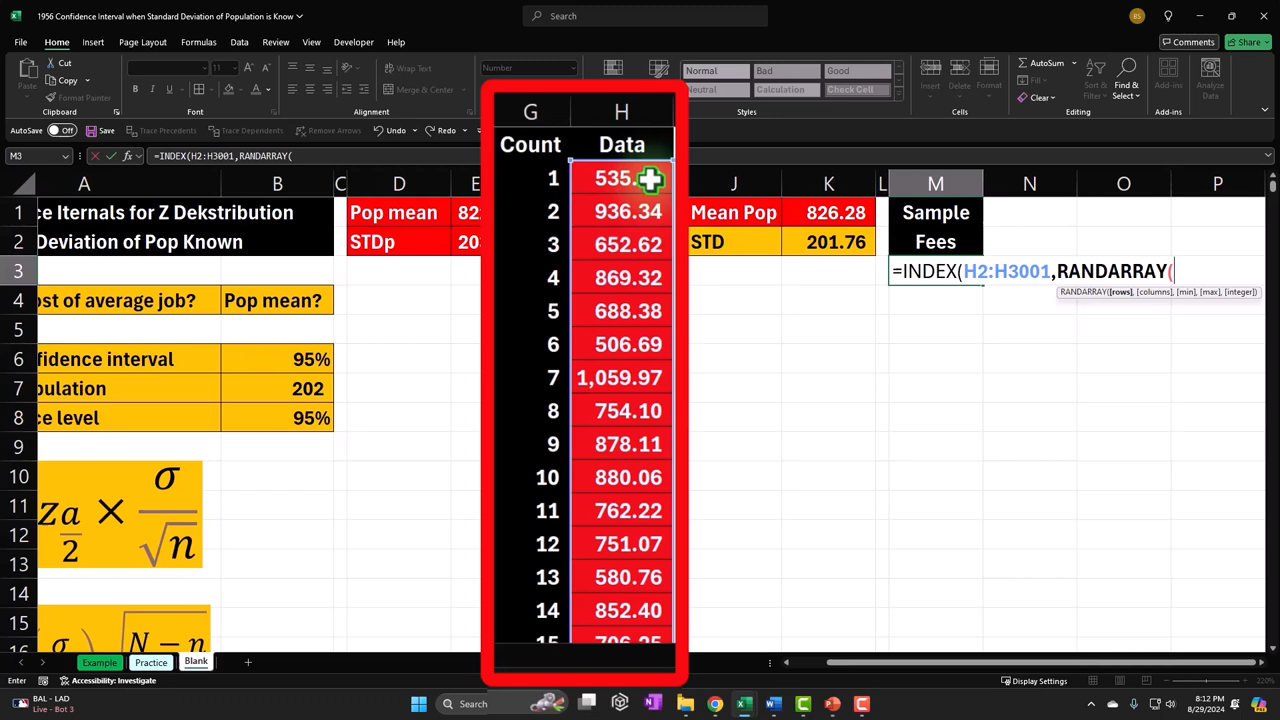 1956 Confidence Interval when Standard Deviation of Population is Know
Search
BS
File Home Insert Page Layout Formulas Data Review View Developer Help
Comments Share
Paste
Cut
Copy
Format Painter
Clipboard
11
Wrap Text
Merge & Center
Number
Normal Bad Good
Neutral Calculation Check Cell
Styles
Insert Delete Format
Cells
AutoSum
Fill
Clear
Sort &
Filter
Find &
Select
Editing
Add-ins
Add-ins
AutoSave Off Save Trace Precedents Trace Dependents Remove Arrows Undo Redo
M3 =INDEX(H2:H3001,RANDARRAY(
A B C D E J K L M N O P
1 ce Iternals for Z Dekstribution Pop mean Mean Pop 826.28 Sample
2 Deviation of Pop Known STDp STD 201.76 Fees
3 =INDEX(H2:H3001,RANDARRAY(
RANDARRAY([rows], [columns], [min], [max], [integer])
4 ost of average job? Pop mean?
5
6 nfidence interval 95%
7 pulation 202
8 ce level 95%
9
10
11
12
13
14
15
16
Za/2 × σ/√n
σ √N − n
G H
Count Data
1 535.
2 936.34
3 652.62
4 869.32
5 688.38
6 506.69
7 1,059.97
8 754.10
9 878.11
10 880.06
11 762.22
12 751.07
13 580.76
14 852.40
15 706.25
Example Practice Blank
Enter Accessibility: Investigate
Display Settings 220%
BAL - LAD
Live - Bot 3
Search
8:12 PM
8/29/2024